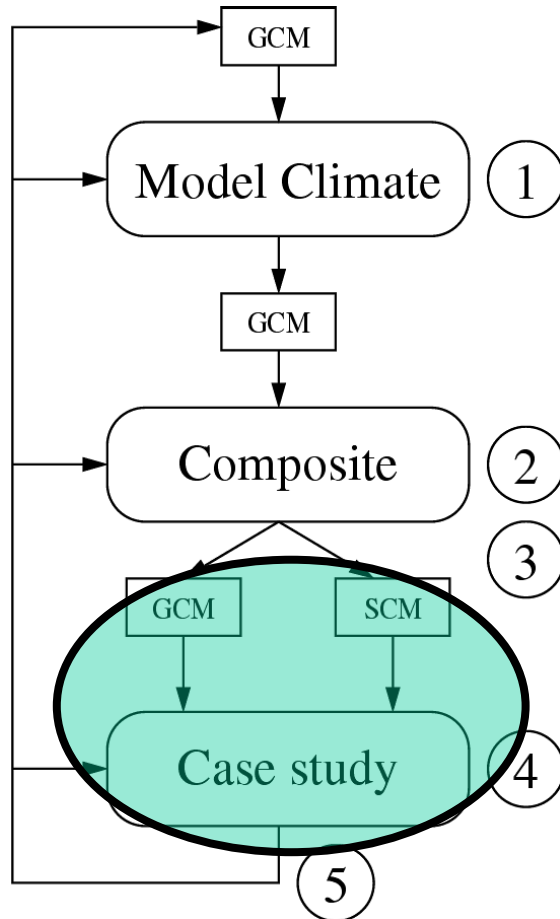 GCM
Model Climate
1
GCM
Composite
2
3
GCM
SCM
Case study
4
5